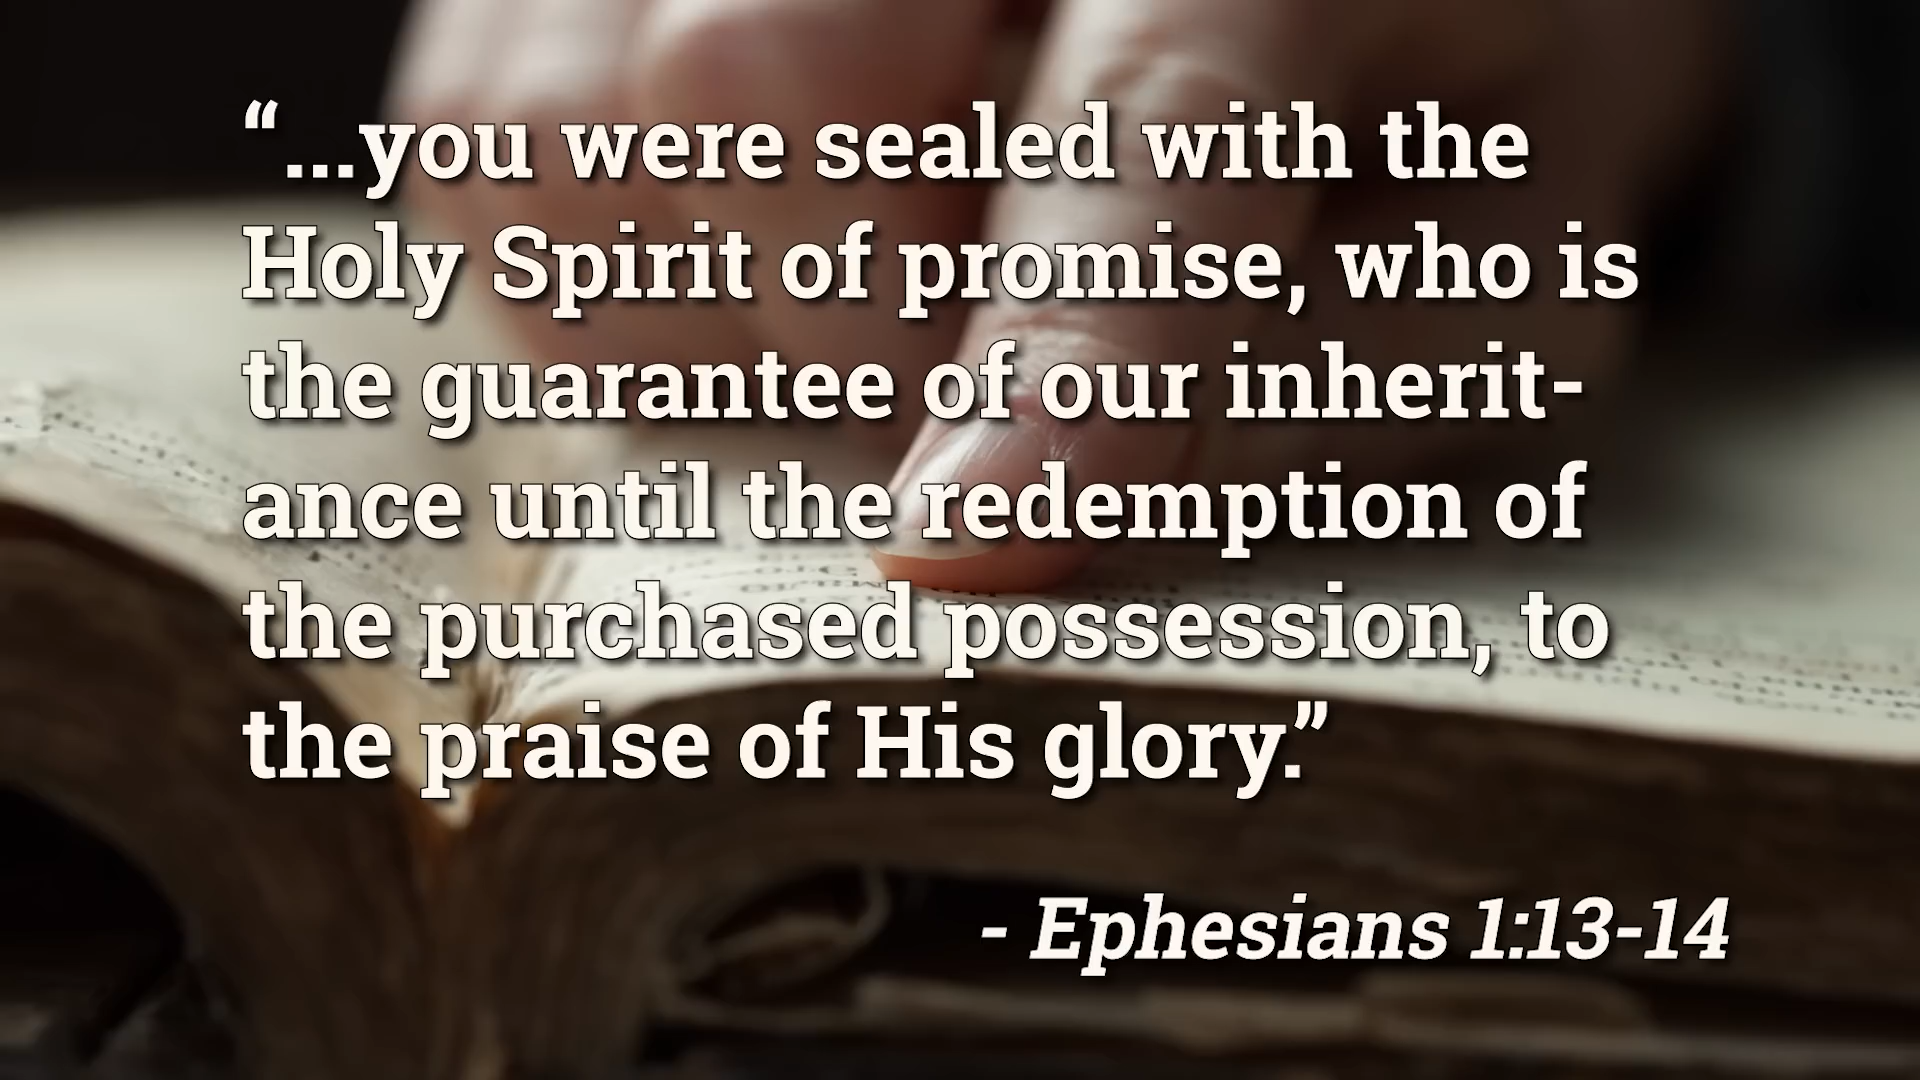 “...you were sealed with the
Holy Spirit of promise, who is
the guarantee of our inherit-
ance until the redemption of
the purchased possession, to
the praise of His glory.”
- Ephesians 1:13-14